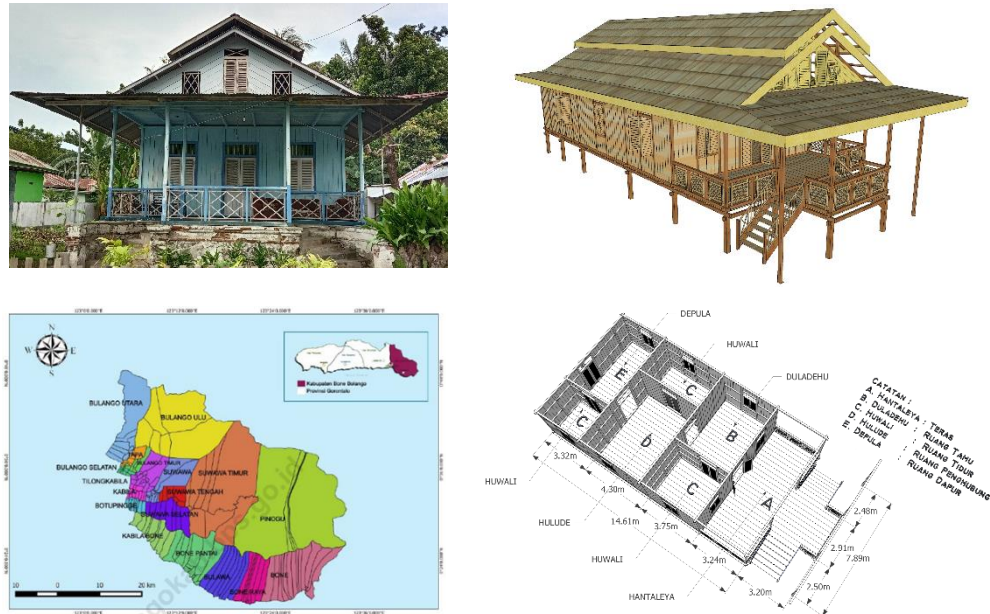 N
W E
S
Kabupaten Bone Bolango
Provinsi Gorontalo
BULANGO UTARA
BULANGO ULU
TAPA
BULANGO TIMUR
BULANGO SELATAN
SUWAWA
SUWAWA TIMUR
TILONGKABILA
KABILA
SUWAWA TENGAH
BOTUPINGGE
SUWAWA SELATAN
PINOGU
KABILA BONE
BONE PANTAI
BULAWA
BONE RAYA
BONE
10 0 10 20 km
DEPULA
HUWALI
DULADEHU
E
C
C
D
B
C
A
HUWALI
HULUDE
HUWALI
HANTALEYA
3.32m
4.30m
14.61m
3.75m
3.24m
3.20m
2.50m
2.91m
7.89m
2.48m
CATATAN :
A. HANTALEYA : TERAS
B. DULADEHU : RUANG TAMU
C. HUWALI : RUANG TIDUR
D. HULUDE : RUANG PENGHUBUNG
E. DEPULA : RUANG DAPUR